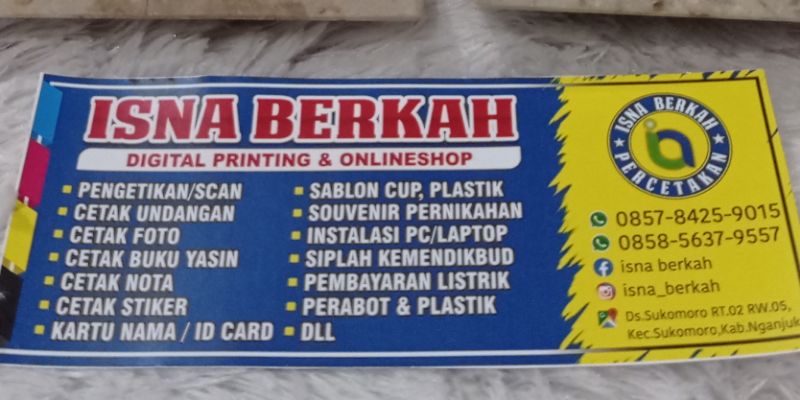 ISNA BERKAH
DIGITAL PRINTING & ONLINESHOP
PENGETIKAN/SCAN
CETAK UNDANGAN
CETAK FOTO
CETAK BUKU YASIN
CETAK NOTA
CETAK STIKER
KARTU NAMA / ID CARD
SABLON CUP, PLASTIK
SOUVENIR PERNIKAHAN
INSTALASI PC/LAPTOP
SIPLAH KEMENDIKBUD
PEMBAYARAN LISTRIK
PERABOT & PLASTIK
DLL
ISNA BERKAH
PERCETAKAN
0857-8425-9015
0858-5637-9557
isna berkah
isna_berkah
Ds.Sukomoro RT.02 RW.05,
Kec.Sukomoro,Kab.Nganjuk